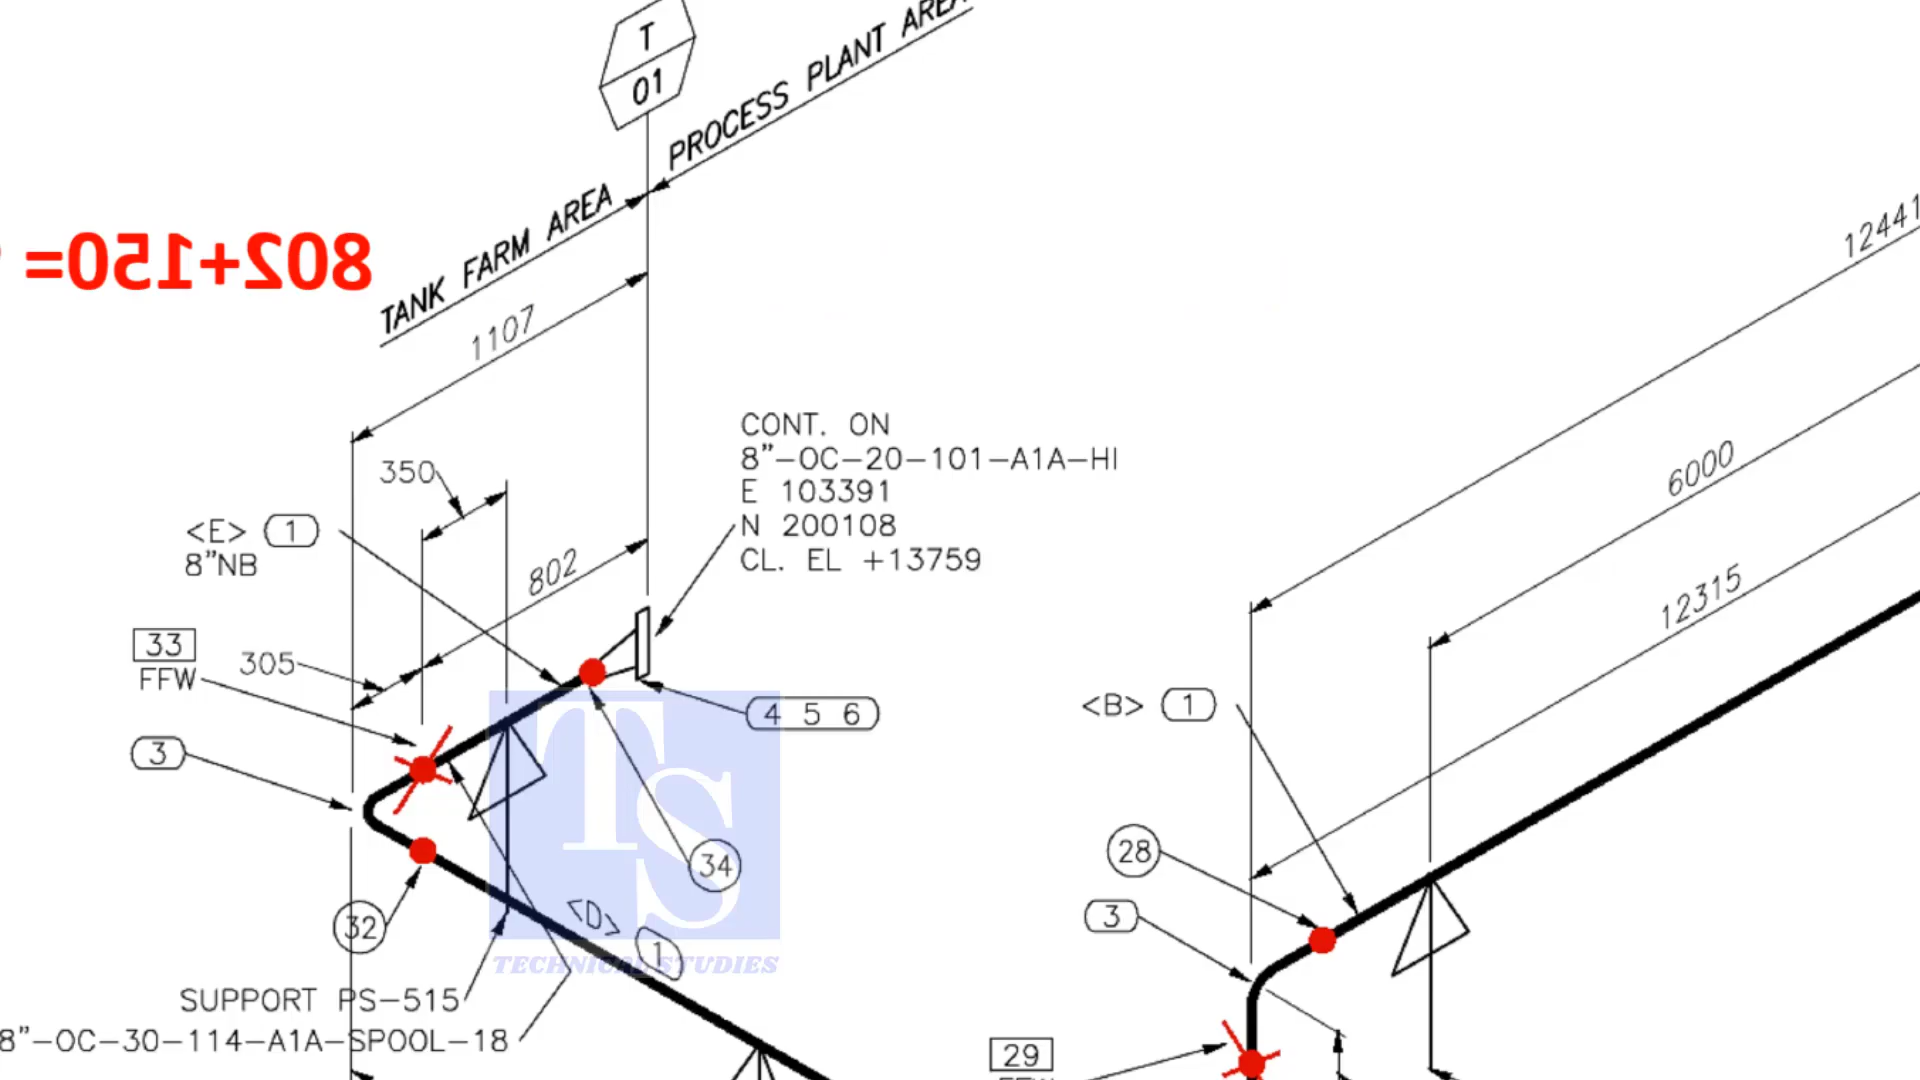 T
01
PROCESS PLANT AREA
TANK FARM AREA
802+150=
1107
12441
350
CONT. ON
8"-OC-20-101-A1A-HI
E 103391
N 200108
CL. EL +13759
6000
<E> 1
8"NB
802
12315
33
FFW
305
<B> 1
4 5 6
3
TS
34
28
3
32
<D> 1
TECHNICAL STUDIES
SUPPORT PS-515
8"-OC-30-114-A1A-SPOOL-18
29